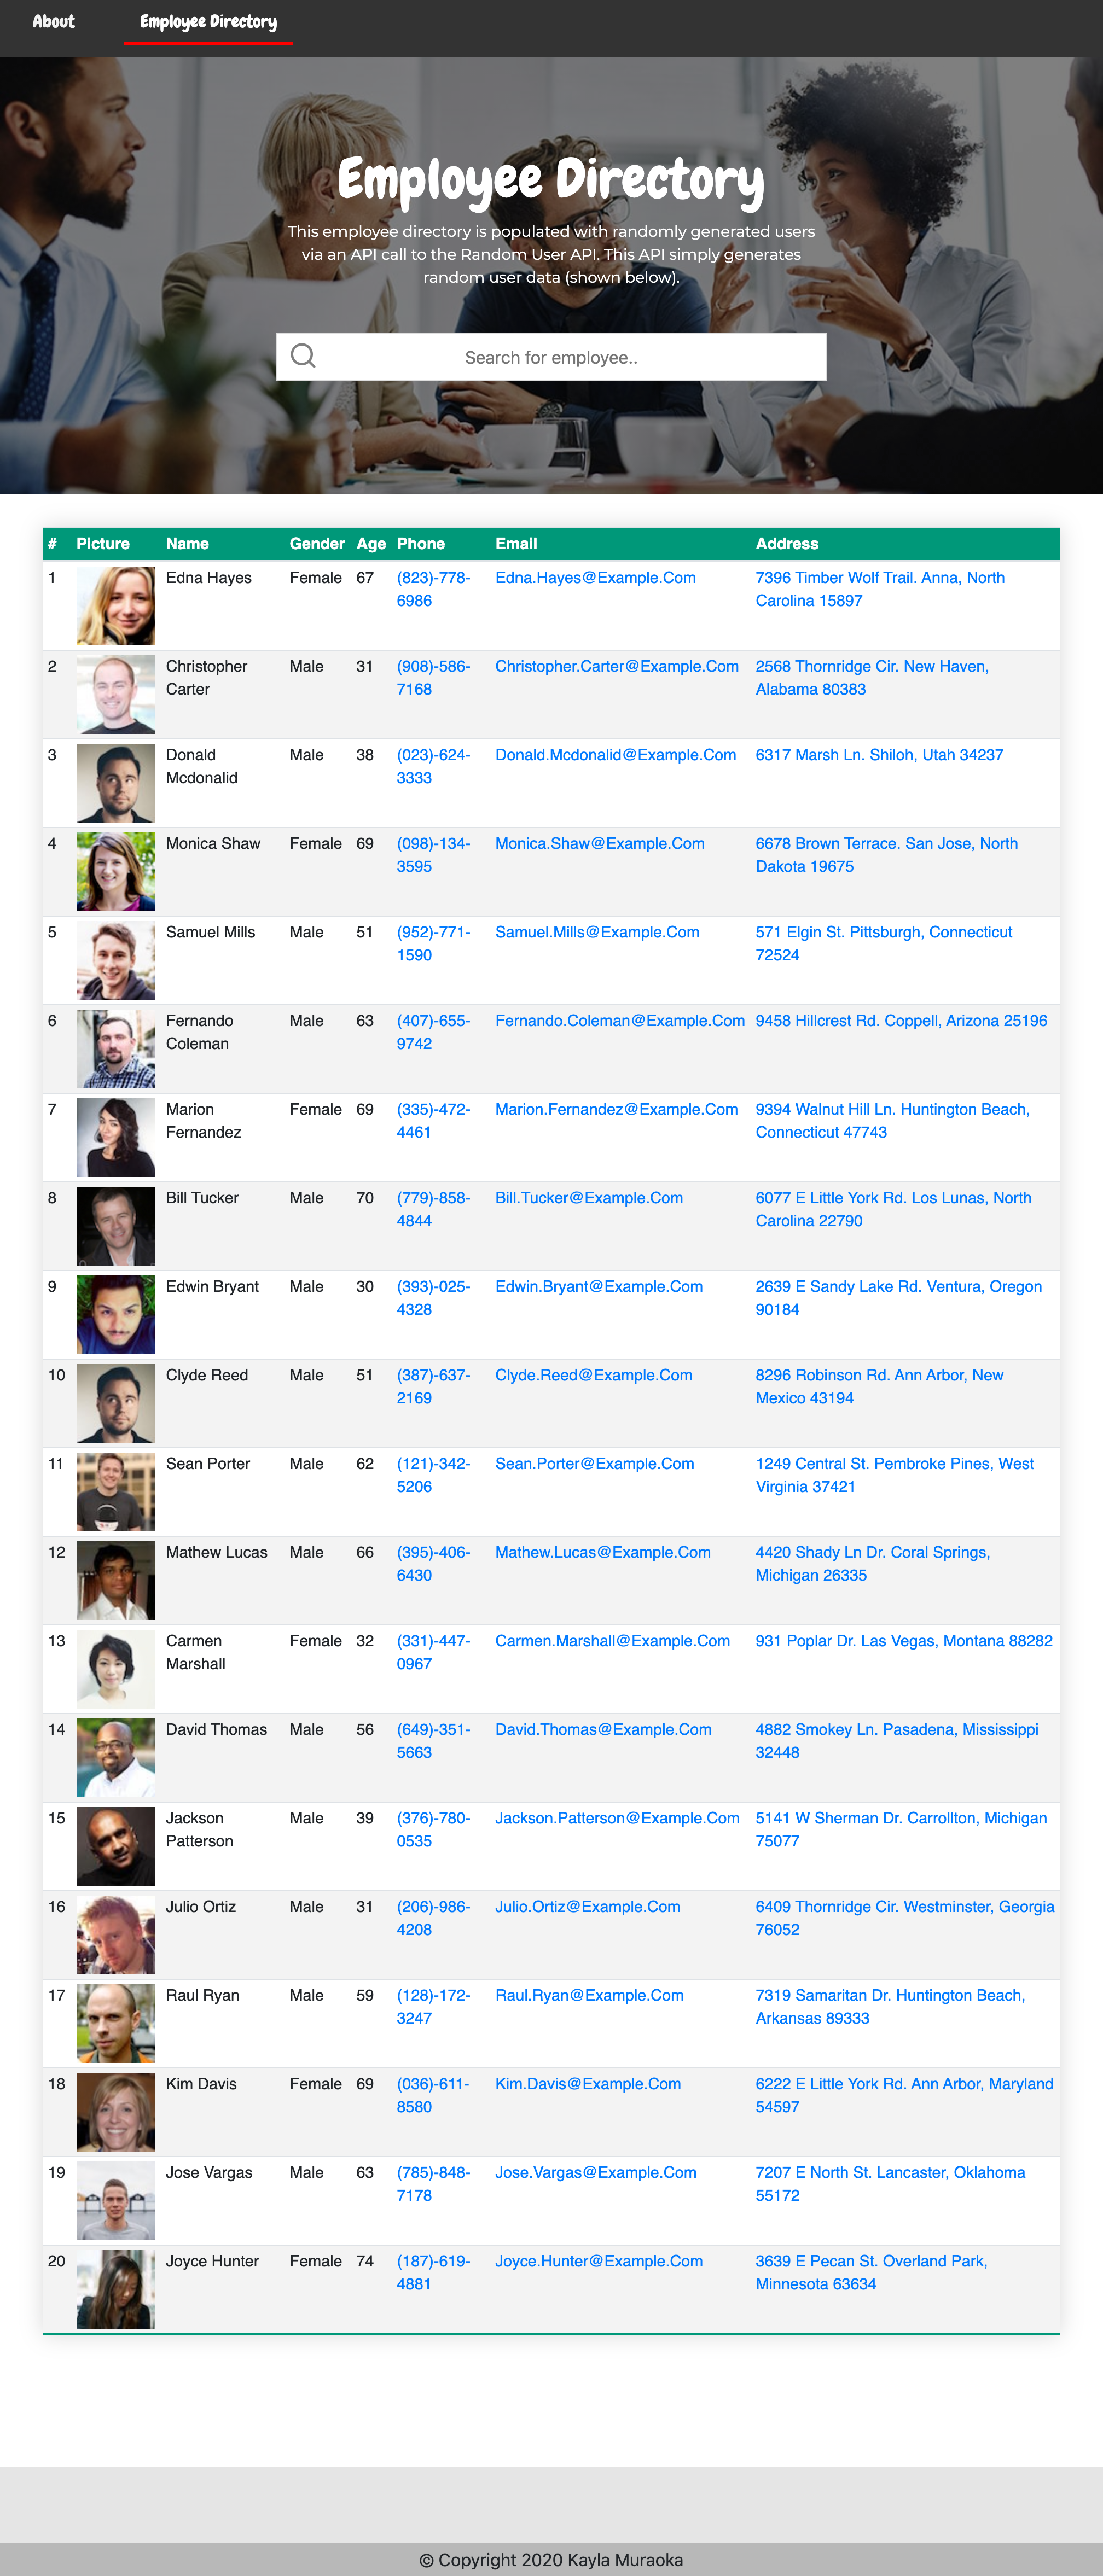 About Employee Directory
Employee Directory
This employee directory is populated with randomly generated users
via an API call to the Random User API. This API simply generates
random user data (shown below).
Search for employee..
# Picture Name Gender Age Phone Email Address
1 Edna Hayes Female 67 (823)-778- Edna.Hayes@Example.Com 7396 Timber Wolf Trail. Anna, North
6986 Carolina 15897
2 Christopher Male 31 (908)-586- Christopher.Carter@Example.Com 2568 Thornridge Cir. New Haven,
Carter 7168 Alabama 80383
3 Donald Male 38 (023)-624- Donald.Mcdonalid@Example.Com 6317 Marsh Ln. Shiloh, Utah 34237
Mcdonalid 3333
4 Monica Shaw Female 69 (098)-134- Monica.Shaw@Example.Com 6678 Brown Terrace. San Jose, North
3595 Dakota 19675
5 Samuel Mills Male 51 (952)-771- Samuel.Mills@Example.Com 571 Elgin St. Pittsburgh, Connecticut
1590 72524
6 Fernando Male 63 (407)-655- Fernando.Coleman@Example.Com 9458 Hillcrest Rd. Coppell, Arizona 25196
Coleman 9742
7 Marion Female 69 (335)-472- Marion.Fernandez@Example.Com 9394 Walnut Hill Ln. Huntington Beach,
Fernandez 4461 Connecticut 47743
8 Bill Tucker Male 70 (779)-858- Bill.Tucker@Example.Com 6077 E Little York Rd. Los Lunas, North
4844 Carolina 22790
9 Edwin Bryant Male 30 (393)-025- Edwin.Bryant@Example.Com 2639 E Sandy Lake Rd. Ventura, Oregon
4328 90184
10 Clyde Reed Male 51 (387)-637- Clyde.Reed@Example.Com 8296 Robinson Rd. Ann Arbor, New
2169 Mexico 43194
11 Sean Porter Male 62 (121)-342- Sean.Porter@Example.Com 1249 Central St. Pembroke Pines, West
5206 Virginia 37421
12 Mathew Lucas Male 66 (395)-406- Mathew.Lucas@Example.Com 4420 Shady Ln Dr. Coral Springs,
6430 Michigan 26335
13 Carmen Female 32 (331)-447- Carmen.Marshall@Example.Com 931 Poplar Dr. Las Vegas, Montana 88282
Marshall 0967
14 David Thomas Male 56 (649)-351- David.Thomas@Example.Com 4882 Smokey Ln. Pasadena, Mississippi
5663 32448
15 Jackson Male 39 (376)-780- Jackson.Patterson@Example.Com 5141 W Sherman Dr. Carrollton, Michigan
Patterson 0535 75077
16 Julio Ortiz Male 31 (206)-986- Julio.Ortiz@Example.Com 6409 Thornridge Cir. Westminster, Georgia
4208 76052
17 Raul Ryan Male 59 (128)-172- Raul.Ryan@Example.Com 7319 Samaritan Dr. Huntington Beach,
3247 Arkansas 89333
18 Kim Davis Female 69 (036)-611- Kim.Davis@Example.Com 6222 E Little York Rd. Ann Arbor, Maryland
8580 54597
19 Jose Vargas Male 63 (785)-848- Jose.Vargas@Example.Com 7207 E North St. Lancaster, Oklahoma
7178 55172
20 Joyce Hunter Female 74 (187)-619- Joyce.Hunter@Example.Com 3639 E Pecan St. Overland Park,
4881 Minnesota 63634
© Copyright 2020 Kayla Muraoka